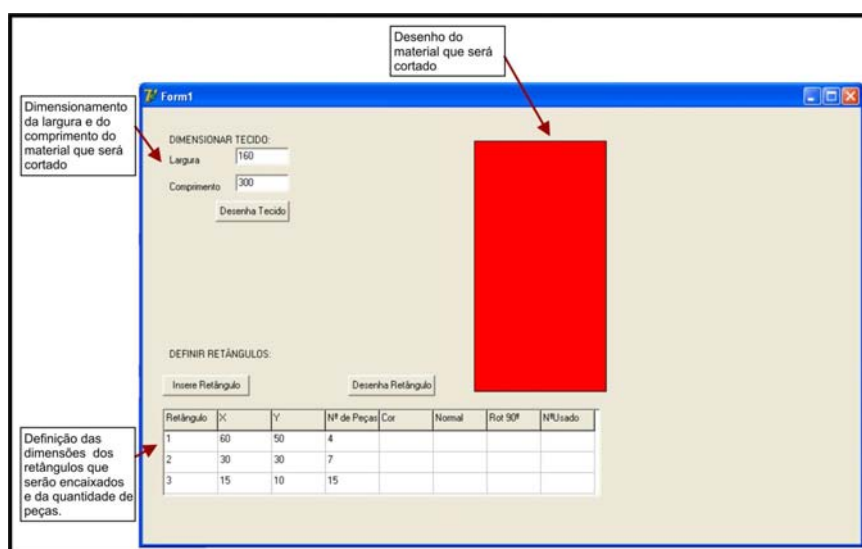 Desenho do
material que será
cortado
Dimensionamento
da largura e do
comprimento do
material que será
cortado
Form1
DIMENSIONAR TECIDO:
Largura 160
Comprimento 300
Desenha Tecido
DEFINIR RETÂNGULOS:
Insere Retângulo Desenha Retângulo
Definição das
dimensões dos
retângulos que
serão encaixados
e da quantidade de
peças.
Retângulo X Y Nº de Peças Cor Normal Rot 90º NºUsado
1 60 50 4
2 30 30 7
3 15 10 15